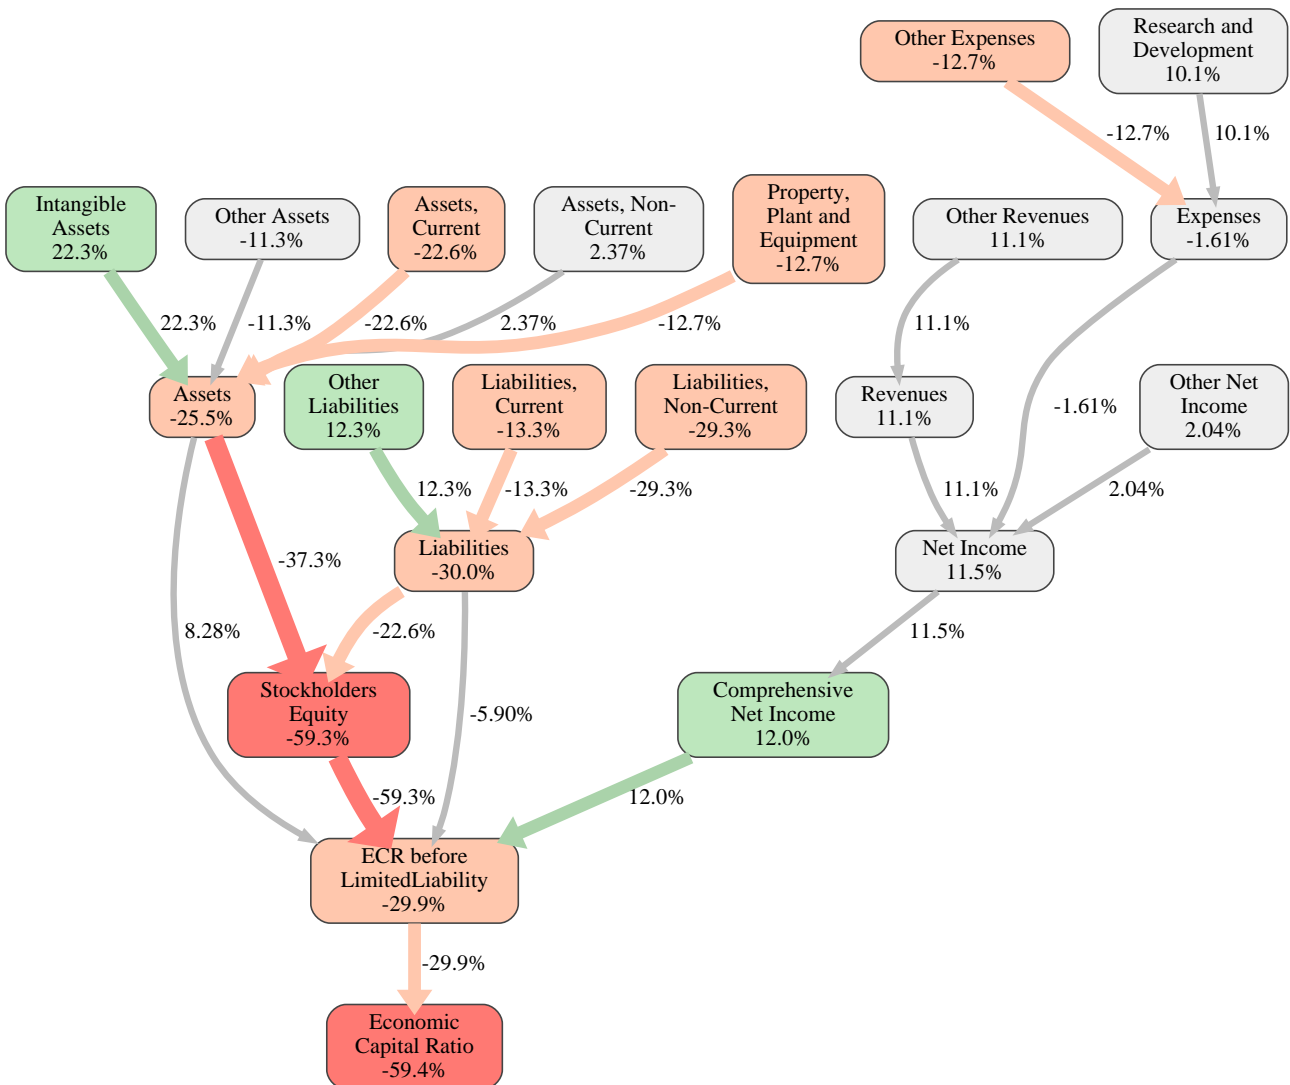 Other Expenses
-12.7%
Research and
Development
10.1%
-12.7%
10.1%
Intangible
Assets
22.3%
Other Assets
-11.3%
Assets,
Current
-22.6%
Assets, Non-
Current
2.37%
Property,
Plant and
Equipment
-12.7%
Other Revenues
11.1%
Expenses
-1.61%
22.3%
-11.3%
-22.6%
2.37%
-12.7%
11.1%
Assets
-25.5%
Other
Liabilities
12.3%
Liabilities,
Current
-13.3%
Liabilities,
Non-Current
-29.3%
Revenues
11.1%
-1.61%
Other Net
Income
2.04%
12.3%
-13.3%
-29.3%
11.1%
2.04%
-37.3%
Liabilities
-30.0%
Net Income
11.5%
8.28%
-22.6%
11.5%
Stockholders
Equity
-59.3%
-5.90%
Comprehensive
Net Income
12.0%
-59.3%
12.0%
ECR before
LimitedLiability
-29.9%
-29.9%
Economic
Capital Ratio
-59.4%